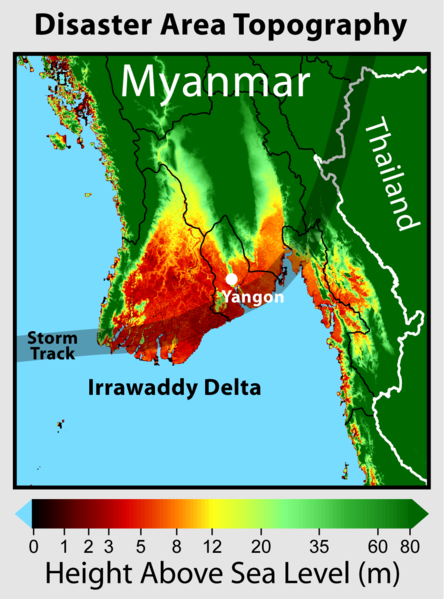 Disaster Area Topography
Myanmar
Thailand
Yangon
Storm
Track
Irrawaddy Delta
0 1 2 3 5 8 12 20 35 60 80
Height Above Sea Level (m)